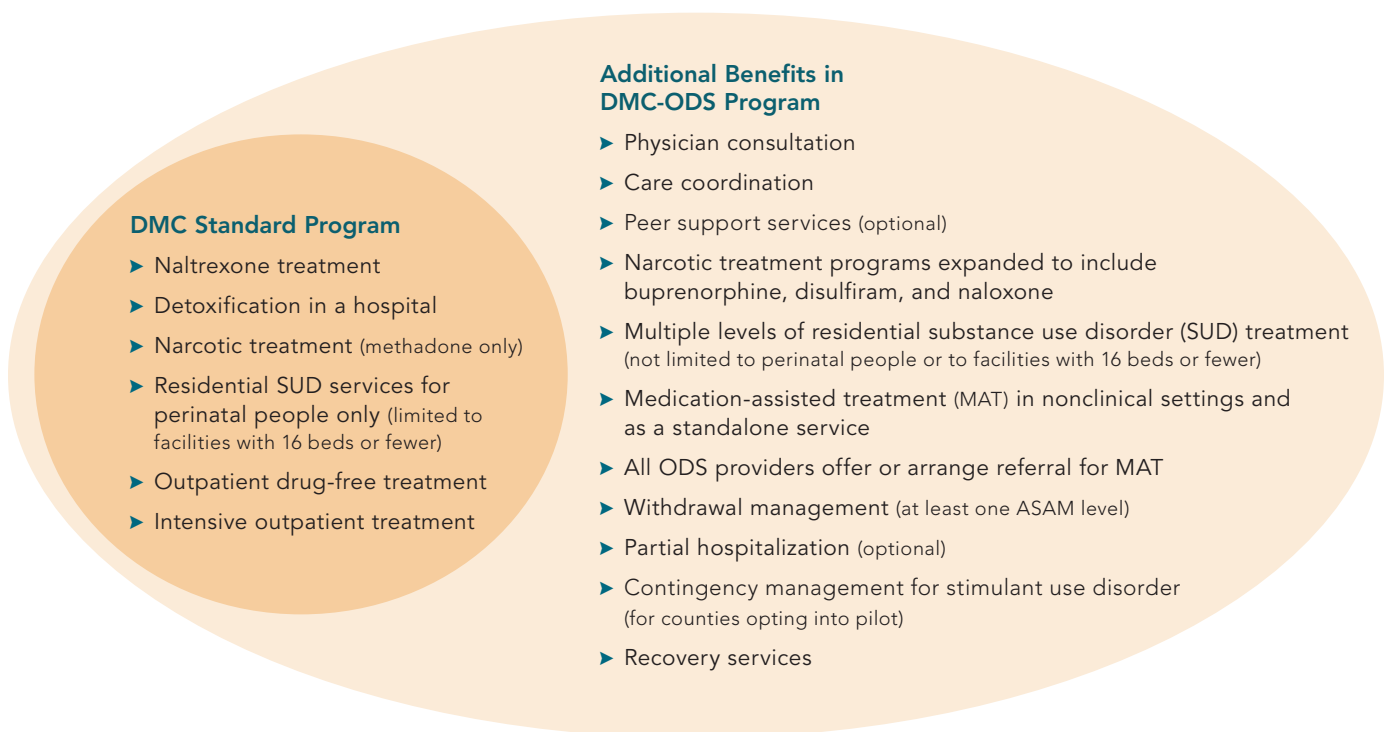 DMC Standard Program
➤ Naltrexone treatment
➤ Detoxification in a hospital
➤ Narcotic treatment (methadone only)
➤ Residential SUD services for
perinatal people only (limited to
facilities with 16 beds or fewer)
➤ Outpatient drug-free treatment
➤ Intensive outpatient treatment
Additional Benefits in
DMC-ODS Program
➤ Physician consultation
➤ Care coordination
➤ Peer support services (optional)
➤ Narcotic treatment programs expanded to include
buprenorphine, disulfiram, and naloxone
➤ Multiple levels of residential substance use disorder (SUD) treatment
(not limited to perinatal people or to facilities with 16 beds or fewer)
➤ Medication-assisted treatment (MAT) in nonclinical settings and
as a standalone service
➤ All ODS providers offer or arrange referral for MAT
➤ Withdrawal management (at least one ASAM level)
➤ Partial hospitalization (optional)
➤ Contingency management for stimulant use disorder
(for counties opting into pilot)
➤ Recovery services